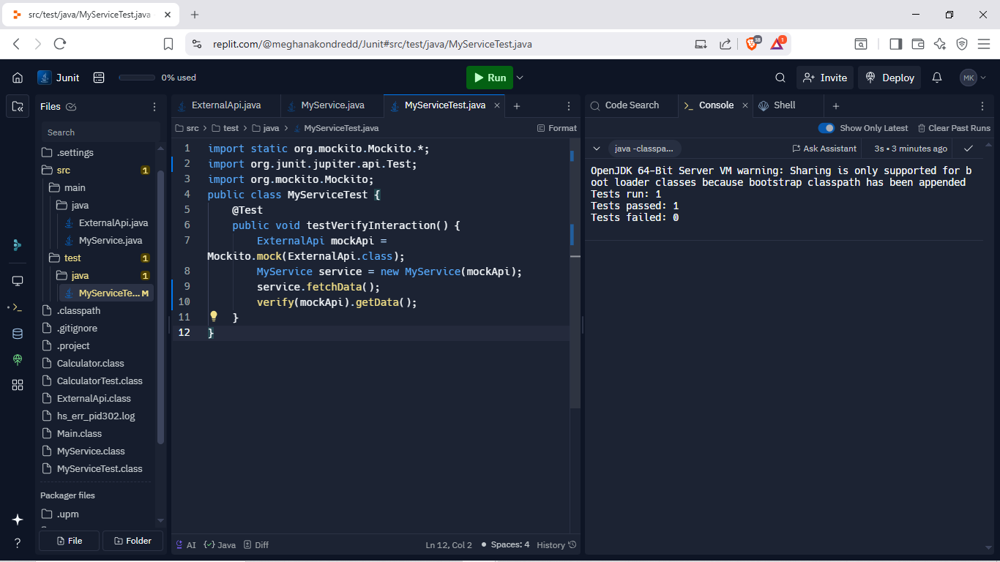 src/test/java/MyServiceTest.java
replit.com/@meghanakondredd/Junit#src/test/java/MyServiceTest.java
38
1
Junit
0% used
Run
Invite
Deploy
MK
Files
Search
.settings
src 1
main
java
ExternalApi.java
MyService.java
test 1
java 1
MyServiceTe... M
.classpath
.gitignore
.project
Calculator.class
CalculatorTest.class
ExternalApi.class
hs_err_pid302.log
Main.class
MyService.class
MyServiceTest.class
Packager files
.upm
File
Folder
ExternalApi.java
MyService.java
MyServiceTest.java
src > test > java > MyServiceTest.java
Format
1 import static org.mockito.Mockito.*;
2 import org.junit.jupiter.api.Test;
3 import org.mockito.Mockito;
4 public class MyServiceTest {
5 @Test
6 public void testVerifyInteraction() {
7 ExternalApi mockApi =
Mockito.mock(ExternalApi.class);
8 MyService service = new MyService(mockApi);
9 service.fetchData();
10 verify(mockApi).getData();
11 }
12 }
AI
Java
Diff
Ln 12, Col 2
Spaces: 4
History
Code Search
Console
Shell
Show Only Latest
Clear Past Runs
java -classpa...
Ask Assistant
3s • 3 minutes ago
OpenJDK 64-Bit Server VM warning: Sharing is only supported for b
oot loader classes because bootstrap classpath has been appended
Tests run: 1
Tests passed: 1
Tests failed: 0